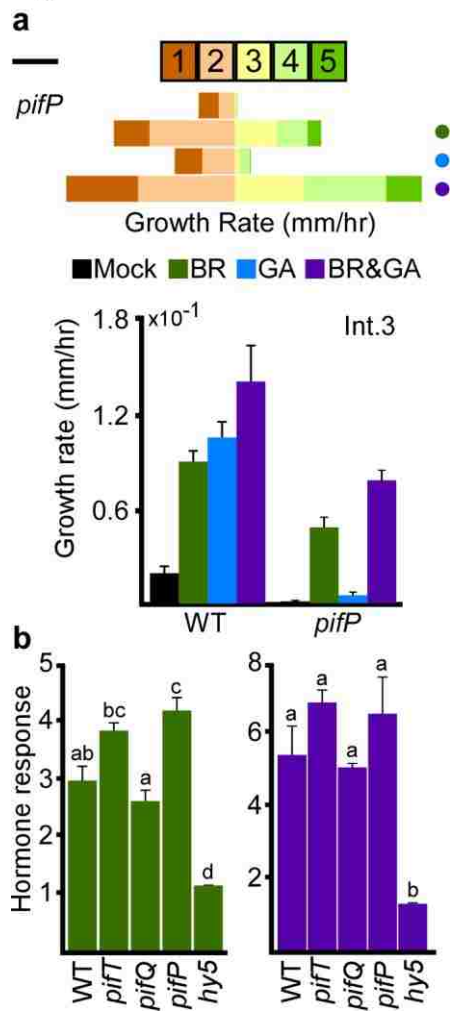 a
1 2 3 4 5
pifP
Growth Rate (mm/hr)
Mock BR GA BR&GA
1.8 x10-1 Int.3
1.2
0.6
Growth rate (mm/hr)
WT pifP
b
5
4
3
2
1
Hormone response
ab bc a c d
WT pifT pifQ pifP hy5
8
6
4
2
a a a a b
WT pifT pifQ pifP hy5